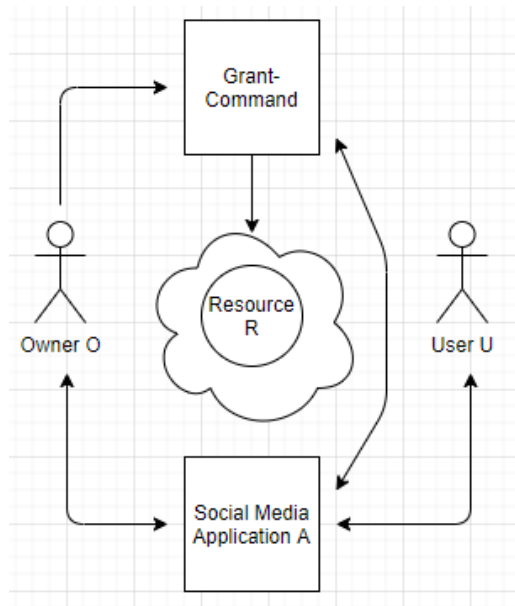 Grant-
Command
Resource
R
Owner O
User U
Social Media
Application A